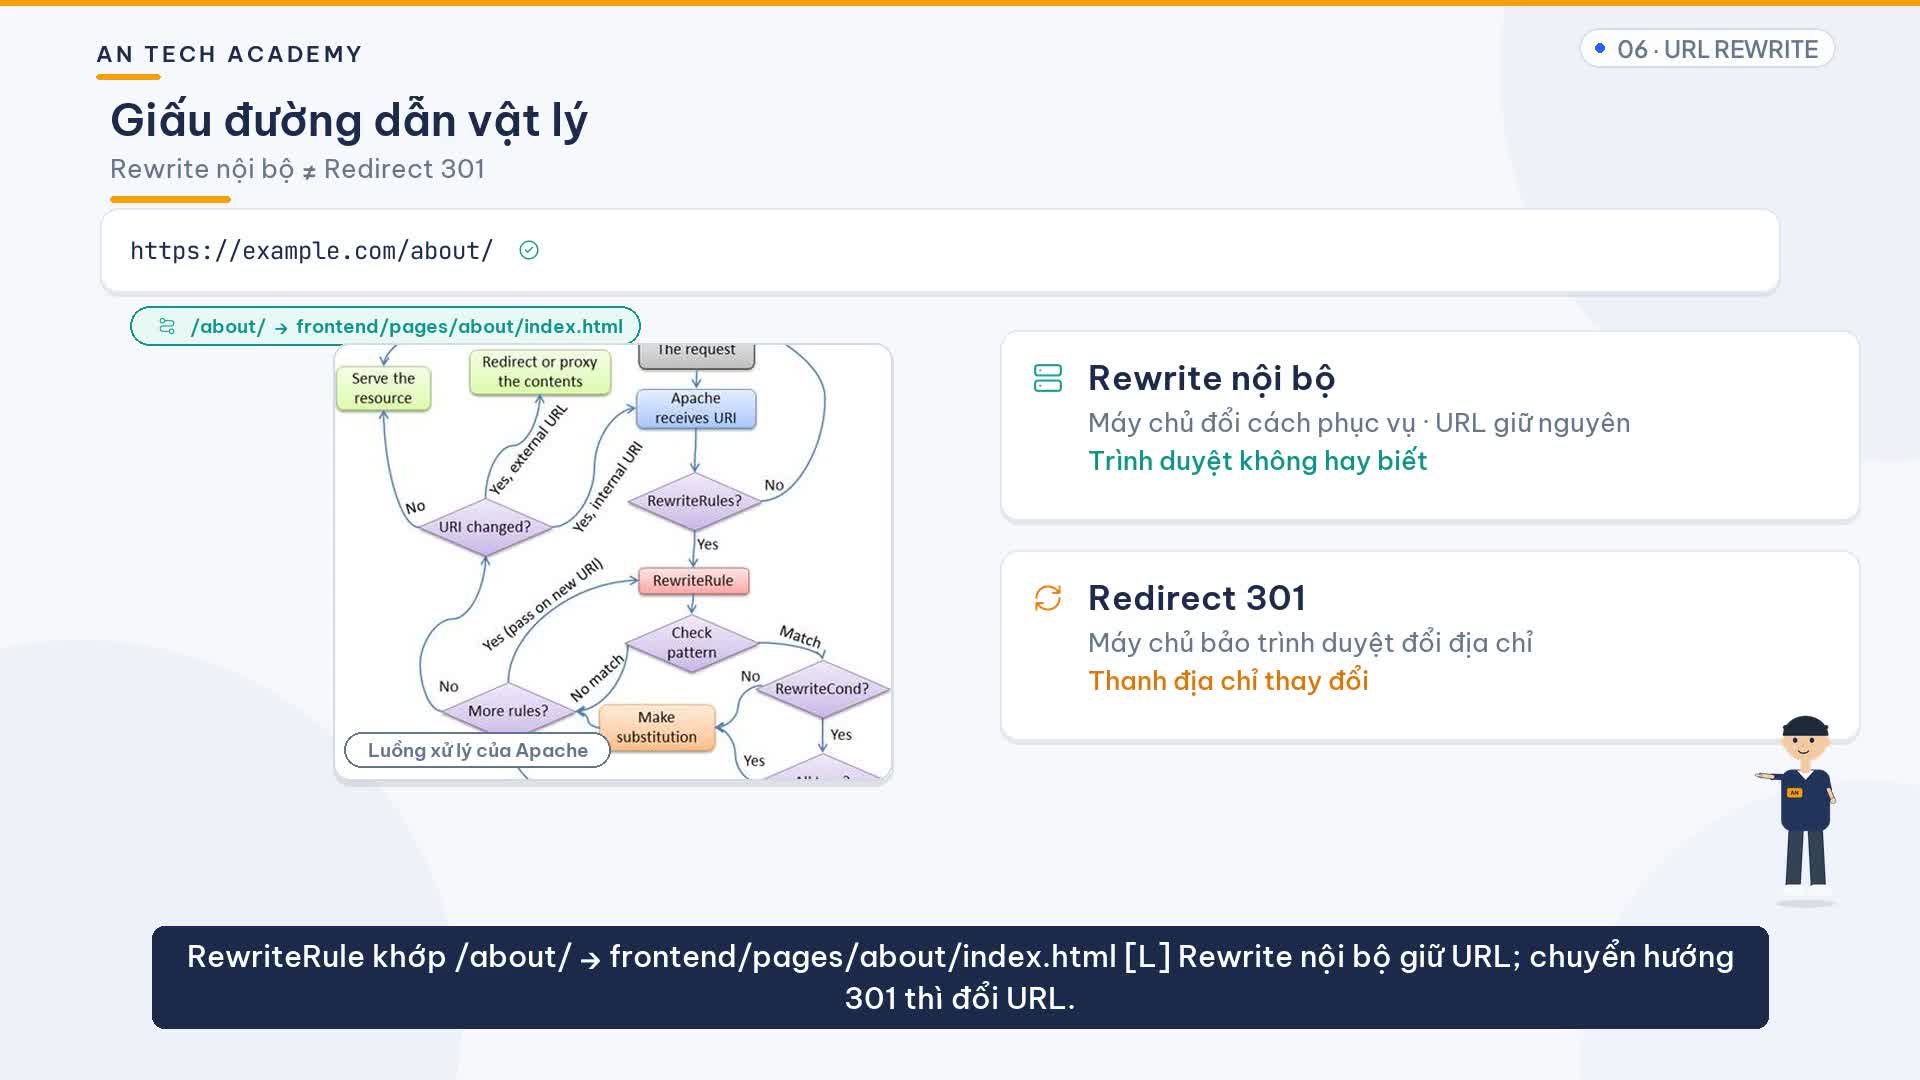 AN TECH ACADEMY
06 · URL REWRITE
Giấu đường dẫn vật lý
Rewrite nội bộ ≠ Redirect 301
https://example.com/about/
/about/ → frontend/pages/about/index.html
The request
Redirect or proxy
the contents
Serve the
resource
Apache
receives URI
Yes, external URL
Yes, internal URI
No
RewriteRules?
No
URI changed?
Yes
Yes (pass on new URI)
RewriteRule
Check
pattern
Match
No match
No
RewriteCond?
No
More rules?
Make
substitution
Yes
Yes
Luồng xử lý của Apache
Rewrite nội bộ
Máy chủ đổi cách phục vụ · URL giữ nguyên
Trình duyệt không hay biết
Redirect 301
Máy chủ bảo trình duyệt đổi địa chỉ
Thanh địa chỉ thay đổi
AN
RewriteRule khớp /about/ → frontend/pages/about/index.html [L] Rewrite nội bộ giữ URL; chuyển hướng
301 thì đổi URL.